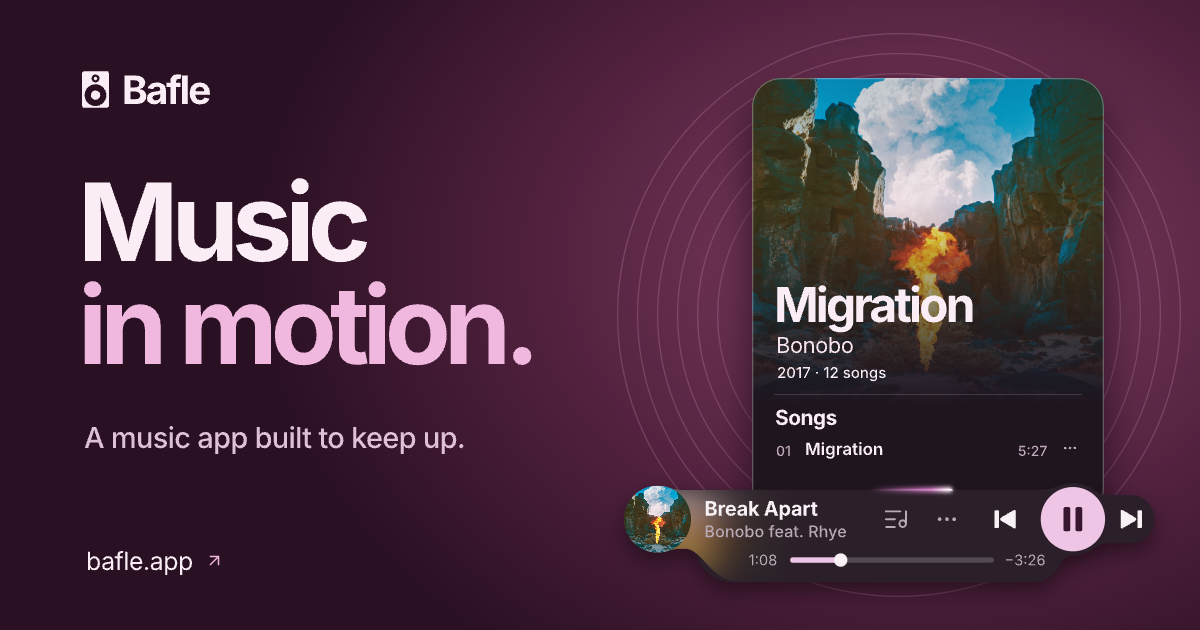 Bafle
Music
in motion.
A music app built to keep up.
bafle.app ↗
Migration
Bonobo
2017 · 12 songs
Songs
01 Migration 5:27 ···
Break Apart
Bonobo feat. Rhye
1:08 −3:26